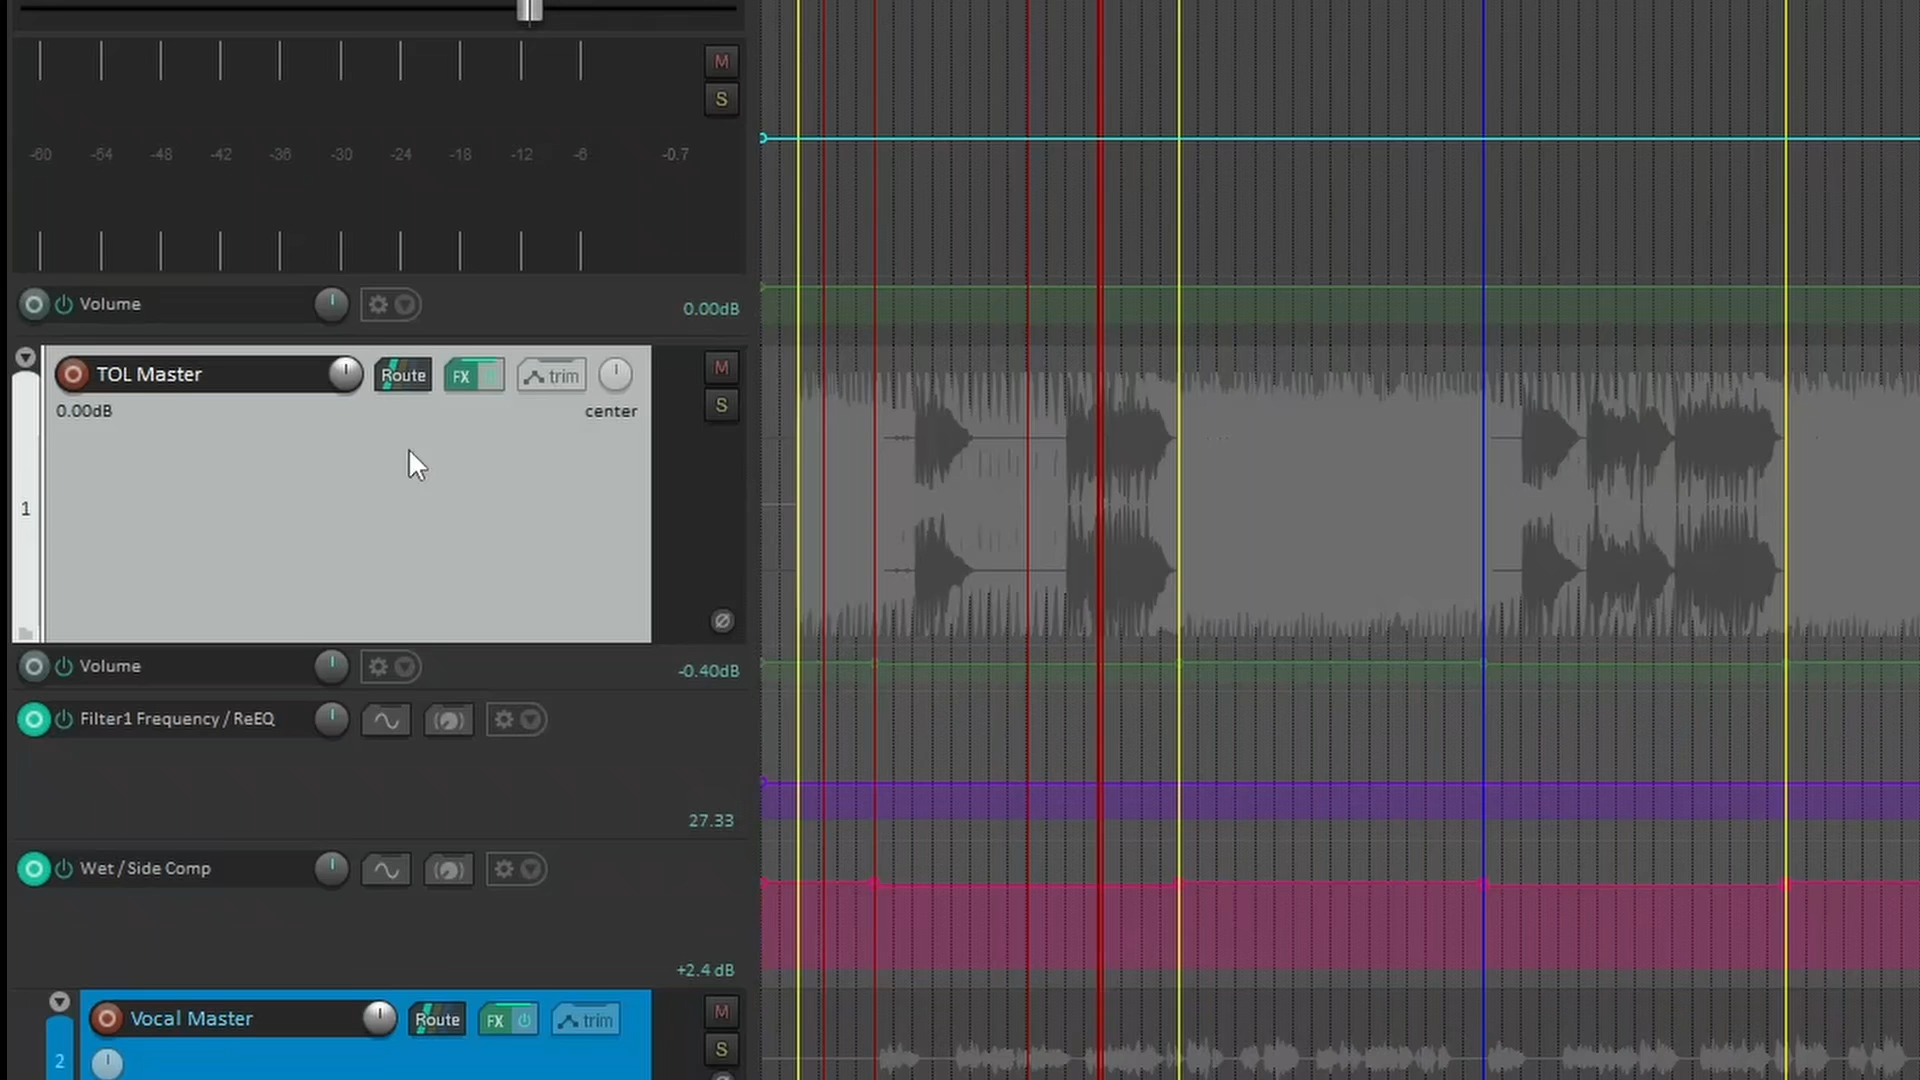 M
S
-60 -54 -48 -42 -36 -30 -24 -18 -12 -6 -0.7
Volume 0.00dB
TOL Master Route FX trim M
0.00dB center S
1
Volume -0.40dB
Filter1 Frequency / ReEQ
27.33
Wet / Side Comp
+2.4 dB
Vocal Master Route FX trim M
2 S